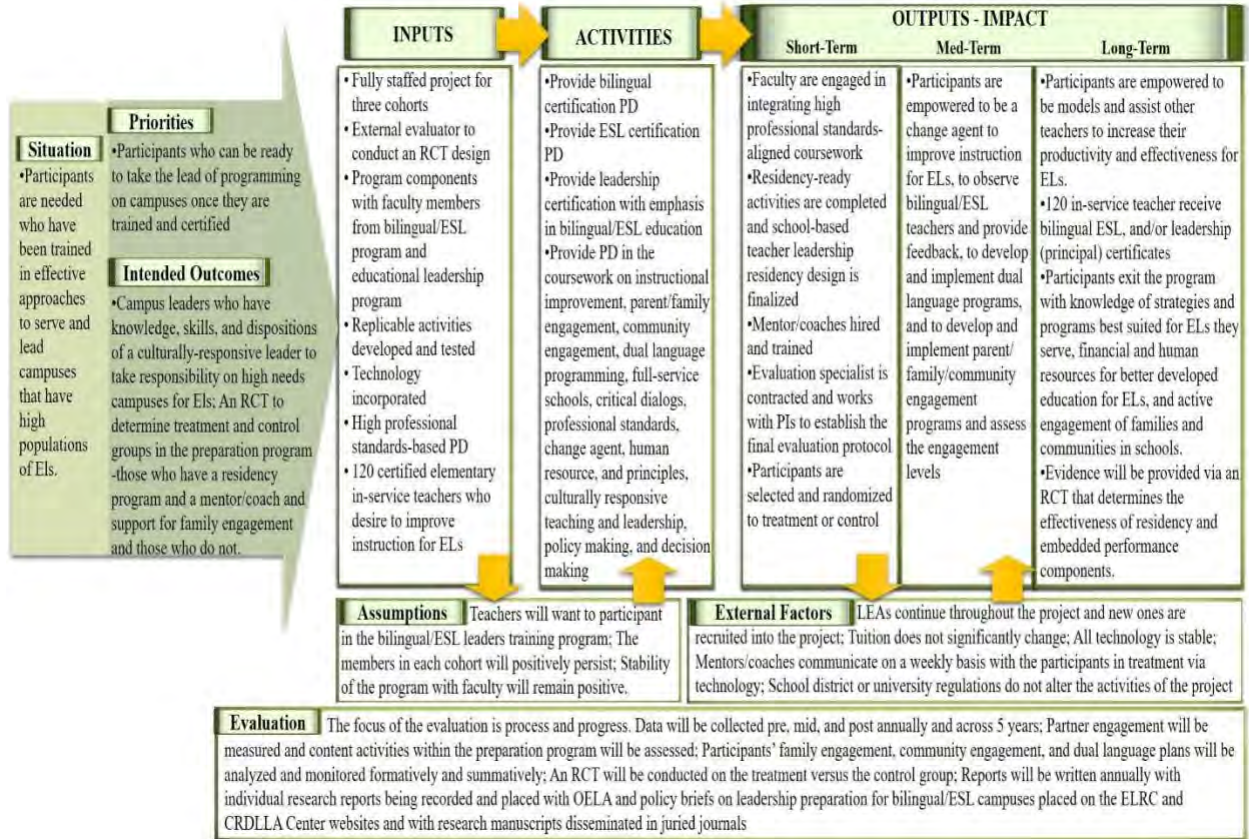 Situation
•Participants
are needed
who have
been trained
in effective
approaches
to serve and
lead
campuses
that have
high
populations
of ELs.
Priorities
•Participants who can be ready
to take the lead of programming
on campuses once they are
trained and certified
Intended Outcomes
•Campus leaders who have
knowledge, skills, and dispositions
of a culturally-responsive leader to
take responsibility on high needs
campuses for Els; An RCT to
determine treatment and control
groups in the preparation program
-those who have a residency
program and a mentor/coach and
support for family engagement
and those who do not.
INPUTS
•Fully staffed project for
three cohorts
•External evaluator to
conduct an RCT design
•Program components
with faculty members
from bilingual/ESL
program and
educational leadership
program
•Replicable activities
developed and tested
•Technology
incorporated
•High professional
standards-based PD
•120 certified elementary
in-service teachers who
desire to improve
instruction for ELs
ACTIVITIES
•Provide bilingual
certification PD
•Provide ESL certification
PD
•Provide leadership
certification with emphasis
in bilingual/ESL education
•Provide PD in the
coursework on instructional
improvement, parent/family
engagement, community
engagement, dual language
programming, full-service
schools, critical dialogs,
professional standards,
change agent, human
resource, and principles,
culturally responsive
teaching and leadership,
policy making, and decision
making
OUTPUTS - IMPACT
Short-Term
•Faculty are engaged in
integrating high
professional standards-
aligned coursework
•Residency-ready
activities are completed
and school-based
teacher leadership
residency design is
finalized
•Mentor/coaches hired
and trained
•Evaluation specialist is
contracted and works
with PIs to establish the
final evaluation protocol
•Participants are
selected and randomized
to treatment or control
Med-Term
•Participants are
empowered to be a
change agent to
improve instruction
for ELs, to observe
bilingual/ESL
teachers and provide
feedback, to develop
and implement dual
language programs,
and to develop and
implement parent/
family/community
engagement
programs and assess
the engagement
levels
Long-Term
•Participants are empowered to
be models and assist other
teachers to increase their
productivity and effectiveness for
ELs.
•120 in-service teacher receive
bilingual ESL, and/or leadership
(principal) certificates
•Participants exit the program
with knowledge of strategies and
programs best suited for ELs they
serve, financial and human
resources for better developed
education for ELs, and active
engagement of families and
communities in schools.
•Evidence will be provided via an
RCT that determines the
effectiveness of residency and
embedded performance
components.
Assumptions Teachers will want to participant
in the bilingual/ESL leaders training program; The
members in each cohort will positively persist; Stability
of the program with faculty will remain positive.
External Factors LEAs continue throughout the project and new ones are
recruited into the project; Tuition does not significantly change; All technology is stable;
Mentors/coaches communicate on a weekly basis with the participants in treatment via
technology; School district or university regulations do not alter the activities of the project
Evaluation The focus of the evaluation is process and progress. Data will be collected pre, mid, and post annually and across 5 years; Partner engagement will be
measured and content activities within the preparation program will be assessed; Participants' family engagement, community engagement, and dual language plans will be
analyzed and monitored formatively and summatively; An RCT will be conducted on the treatment versus the control group; Reports will be written annually with
individual research reports being recorded and placed with OELA and policy briefs on leadership preparation for bilingual/ESL campuses placed on the ELRC and
CRDLLA Center websites and with research manuscripts disseminated in juried journals